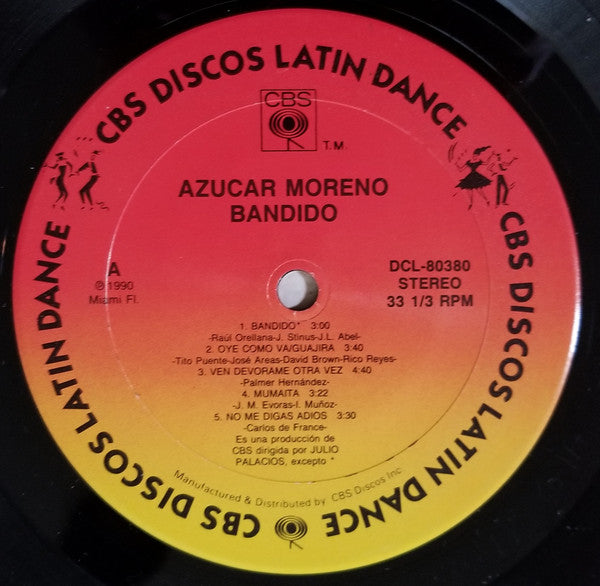 CBS DISCOS LATIN DANCE
CBS DISCOS LATIN DANCE
CBS DISCOS LATIN DANCE
CBS
T.M.
AZUCAR MORENO
BANDIDO
A
℗ 1990
Miami Fl.
DCL-80380
STEREO
33 1/3 RPM
1. BANDIDO* 3:00
-Raúl Orellana-J. Stinus-J.L. Abel-
2. OYE COMO VA/GUAJIRA 3:40
-Tito Puente-José Areas-David Brown-Rico Reyes-
3. VEN DEVORAME OTRA VEZ 4:40
-Palmer Hernández-
4. MUMAITA 3:22
-J. M. Evoras-I. Muñoz-
5. NO ME DIGAS ADIOS 3:30
-Carlos de France-
Es una producción de
CBS dirigida por JULIO
PALACIOS, excepto *
Manufactured & Distributed by CBS Discos Inc